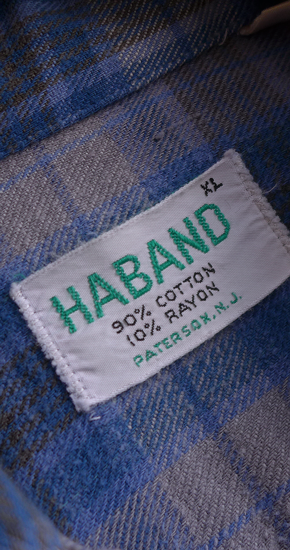 XL
HABAND
90% COTTON
10% RAYON
PATERSON, N.J.